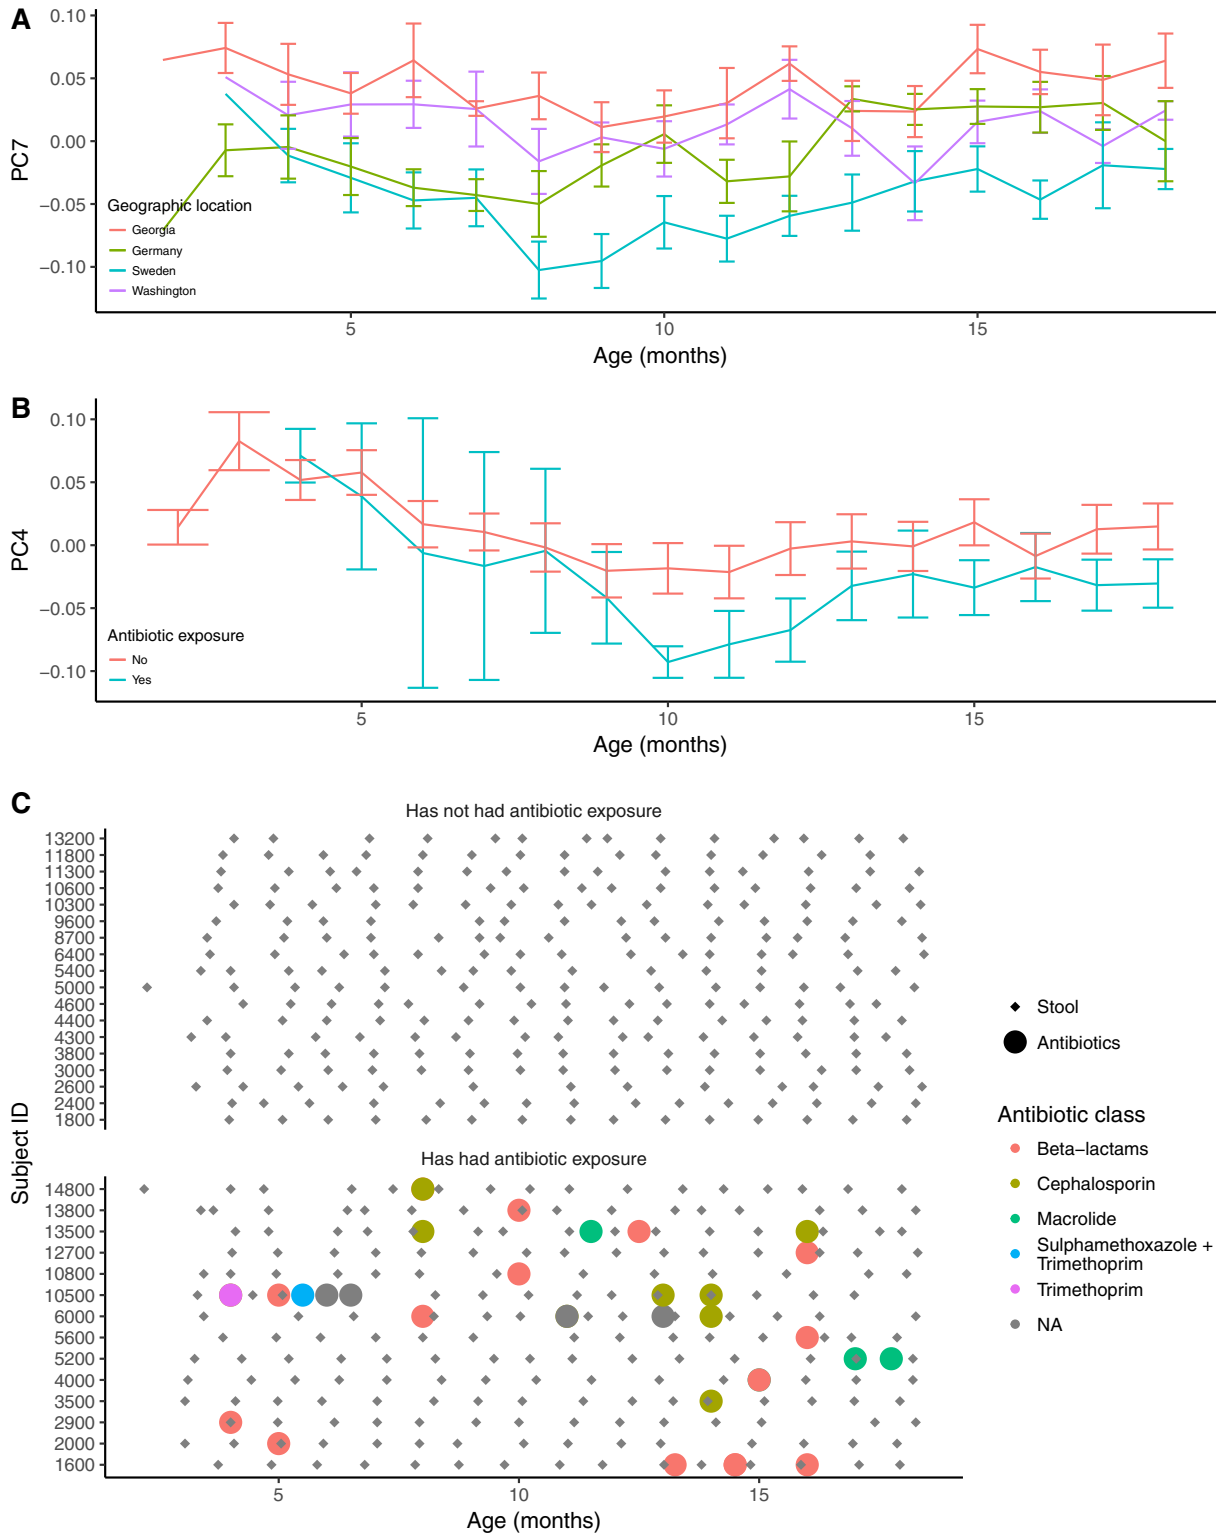 A
0.10
0.05
0.00
−0.05
−0.10
PC7
Geographic location
Georgia
Germany
Sweden
Washington
5
10
15
Age (months)
B
0.10
0.05
0.00
−0.05
−0.10
PC4
Antibiotic exposure
No
Yes
5
10
15
Age (months)
C
Has not had antibiotic exposure
13200
11800
11300
10600
10300
9600
8700
6400
5400
5000
4600
4400
4300
3800
3000
2600
2400
1800
Subject ID
Has had antibiotic exposure
14800
13800
13500
12700
10800
10500
6000
5600
5200
4000
3500
2900
2000
1600
5
10
15
Age (months)
Stool
Antibiotics
Antibiotic class
Beta−lactams
Cephalosporin
Macrolide
Sulphamethoxazole +
Trimethoprim
Trimethoprim
NA